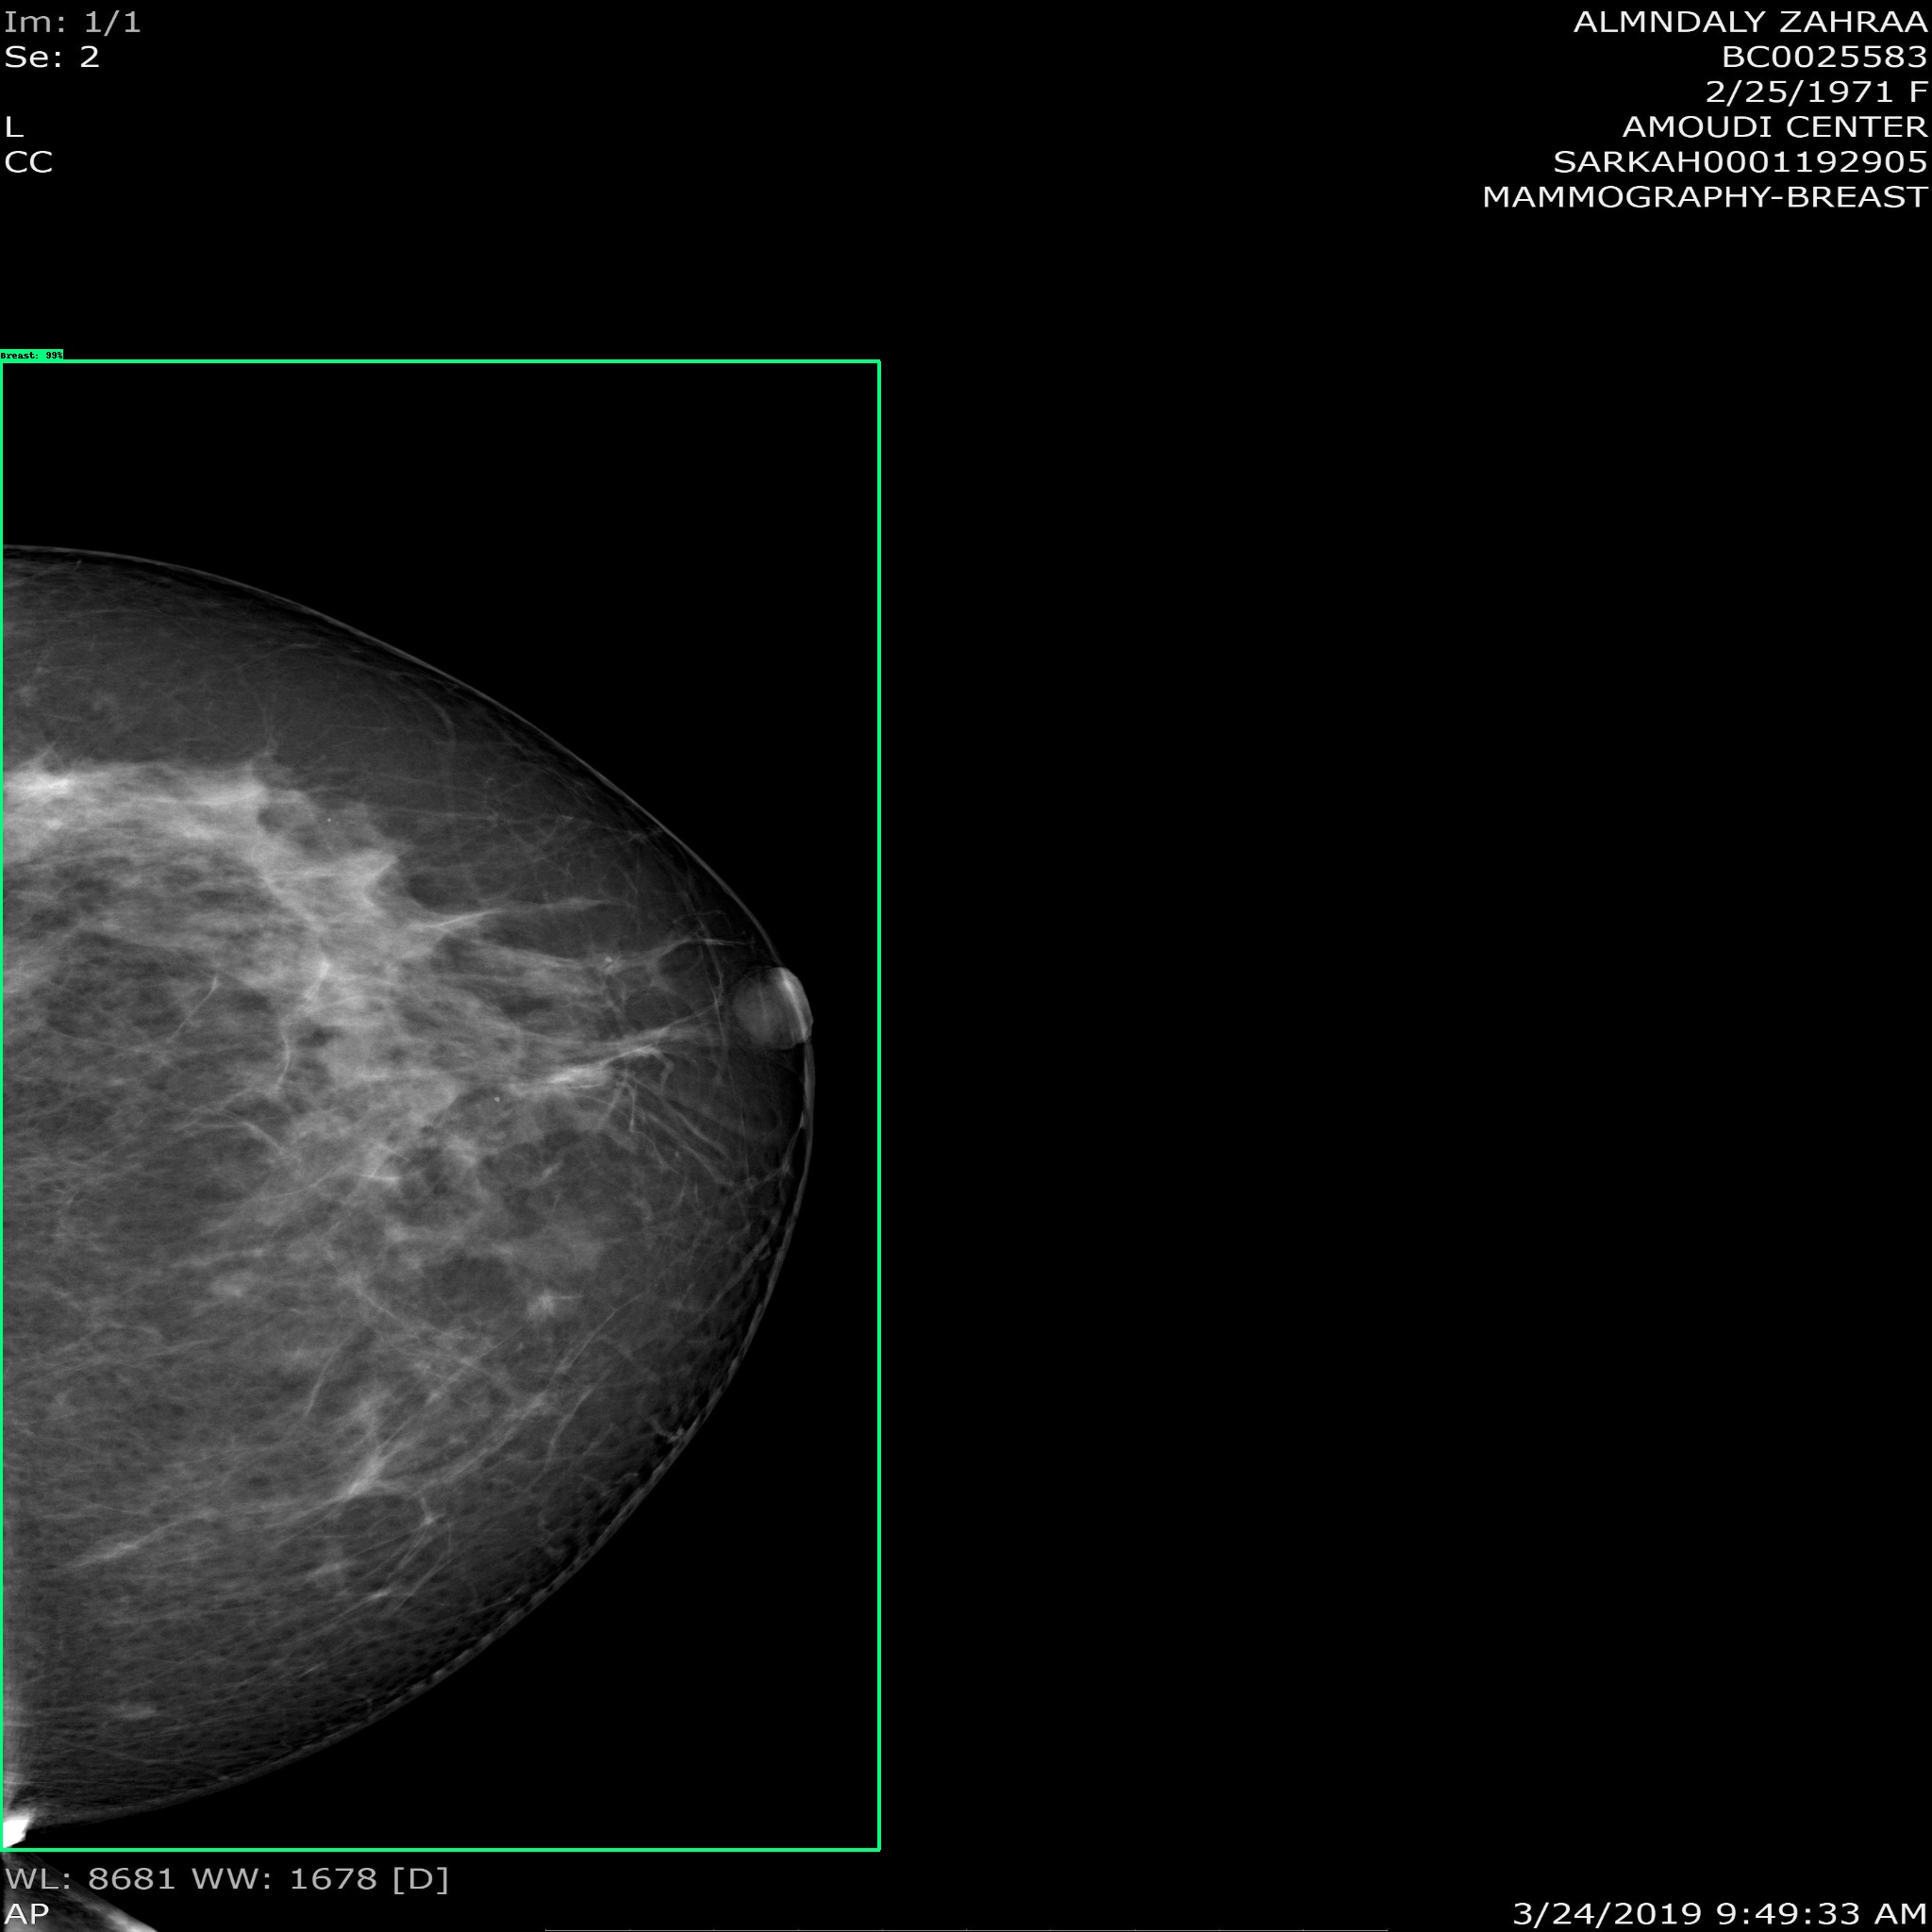 Im: 1/1
Se: 2
L
CC
ALMNDALY ZAHRAA
BC0025583
2/25/1971 F
AMOUDI CENTER
SARKAH0001192905
MAMMOGRAPHY-BREAST
Breast: 99%
WL: 8681 WW: 1678 [D]
AP
3/24/2019 9:49:33 AM